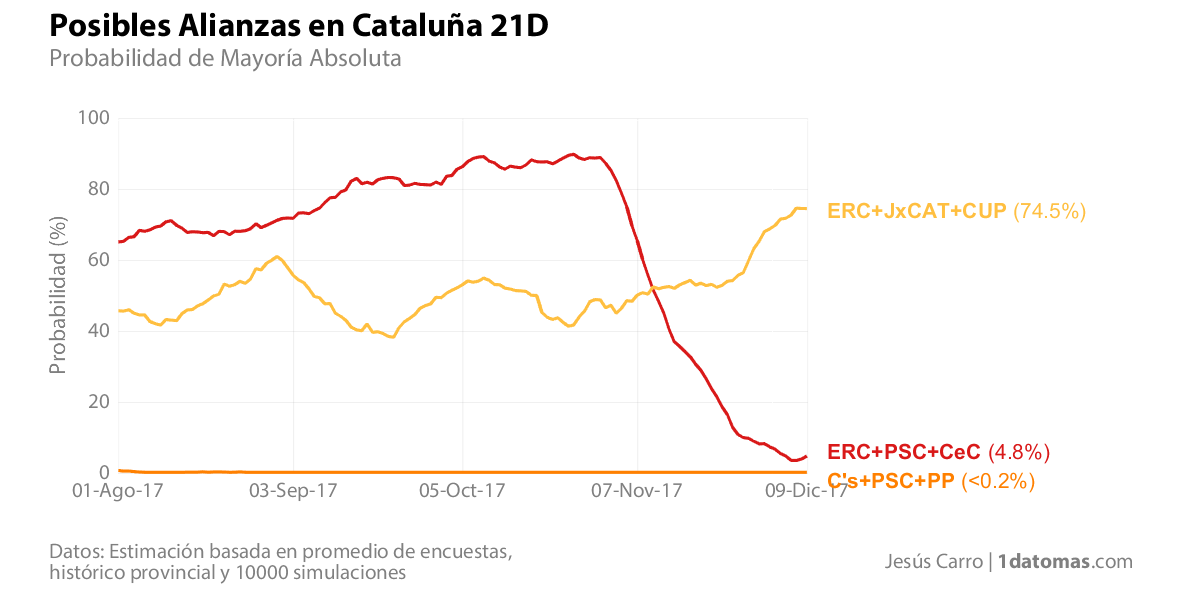 Posibles Alianzas en Cataluña 21D
Probabilidad de Mayoría Absoluta
Probabilidad (%)
100
80
60
40
20
0
01-Ago-17
03-Sep-17
05-Oct-17
07-Nov-17
09-Dic-17
ERC+JxCAT+CUP (74.5%)
ERC+PSC+CeC (4.8%)
C's+PSC+PP (<0.2%)
Datos: Estimación basada en promedio de encuestas,
histórico provincial y 10000 simulaciones
Jesús Carro | 1datomas.com